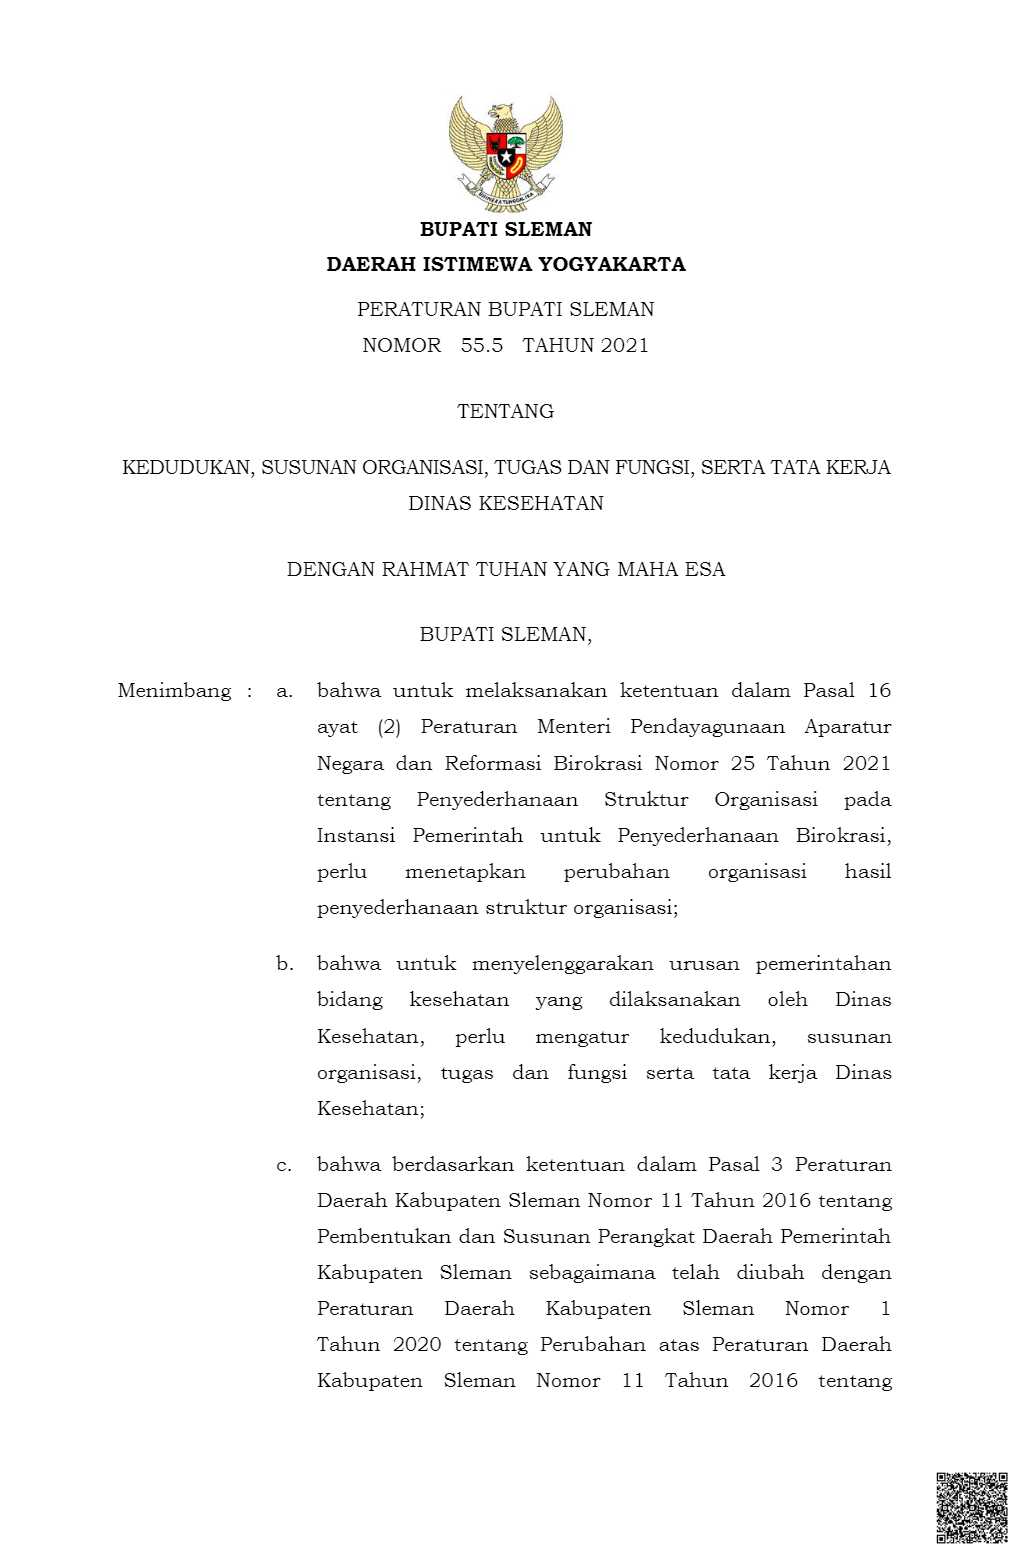 BUPATI SLEMAN
DAERAH ISTIMEWA YOGYAKARTA
PERATURAN BUPATI SLEMAN
NOMOR 55.5 TAHUN 2021
TENTANG
KEDUDUKAN, SUSUNAN ORGANISASI, TUGAS DAN FUNGSI, SERTA TATA KERJA
DINAS KESEHATAN
DENGAN RAHMAT TUHAN YANG MAHA ESA
BUPATI SLEMAN,
Menimbang : a. bahwa untuk melaksanakan ketentuan dalam Pasal 16
ayat (2) Peraturan Menteri Pendayagunaan Aparatur
Negara dan Reformasi Birokrasi Nomor 25 Tahun 2021
tentang Penyederhanaan Struktur Organisasi pada
Instansi Pemerintah untuk Penyederhanaan Birokrasi,
perlu menetapkan perubahan organisasi hasil
penyederhanaan struktur organisasi;
b. bahwa untuk menyelenggarakan urusan pemerintahan
bidang kesehatan yang dilaksanakan oleh Dinas
Kesehatan, perlu mengatur kedudukan, susunan
organisasi, tugas dan fungsi serta tata kerja Dinas
Kesehatan;
c. bahwa berdasarkan ketentuan dalam Pasal 3 Peraturan
Daerah Kabupaten Sleman Nomor 11 Tahun 2016 tentang
Pembentukan dan Susunan Perangkat Daerah Pemerintah
Kabupaten Sleman sebagaimana telah diubah dengan
Peraturan Daerah Kabupaten Sleman Nomor 1
Tahun 2020 tentang Perubahan atas Peraturan Daerah
Kabupaten Sleman Nomor 11 Tahun 2016 tentang